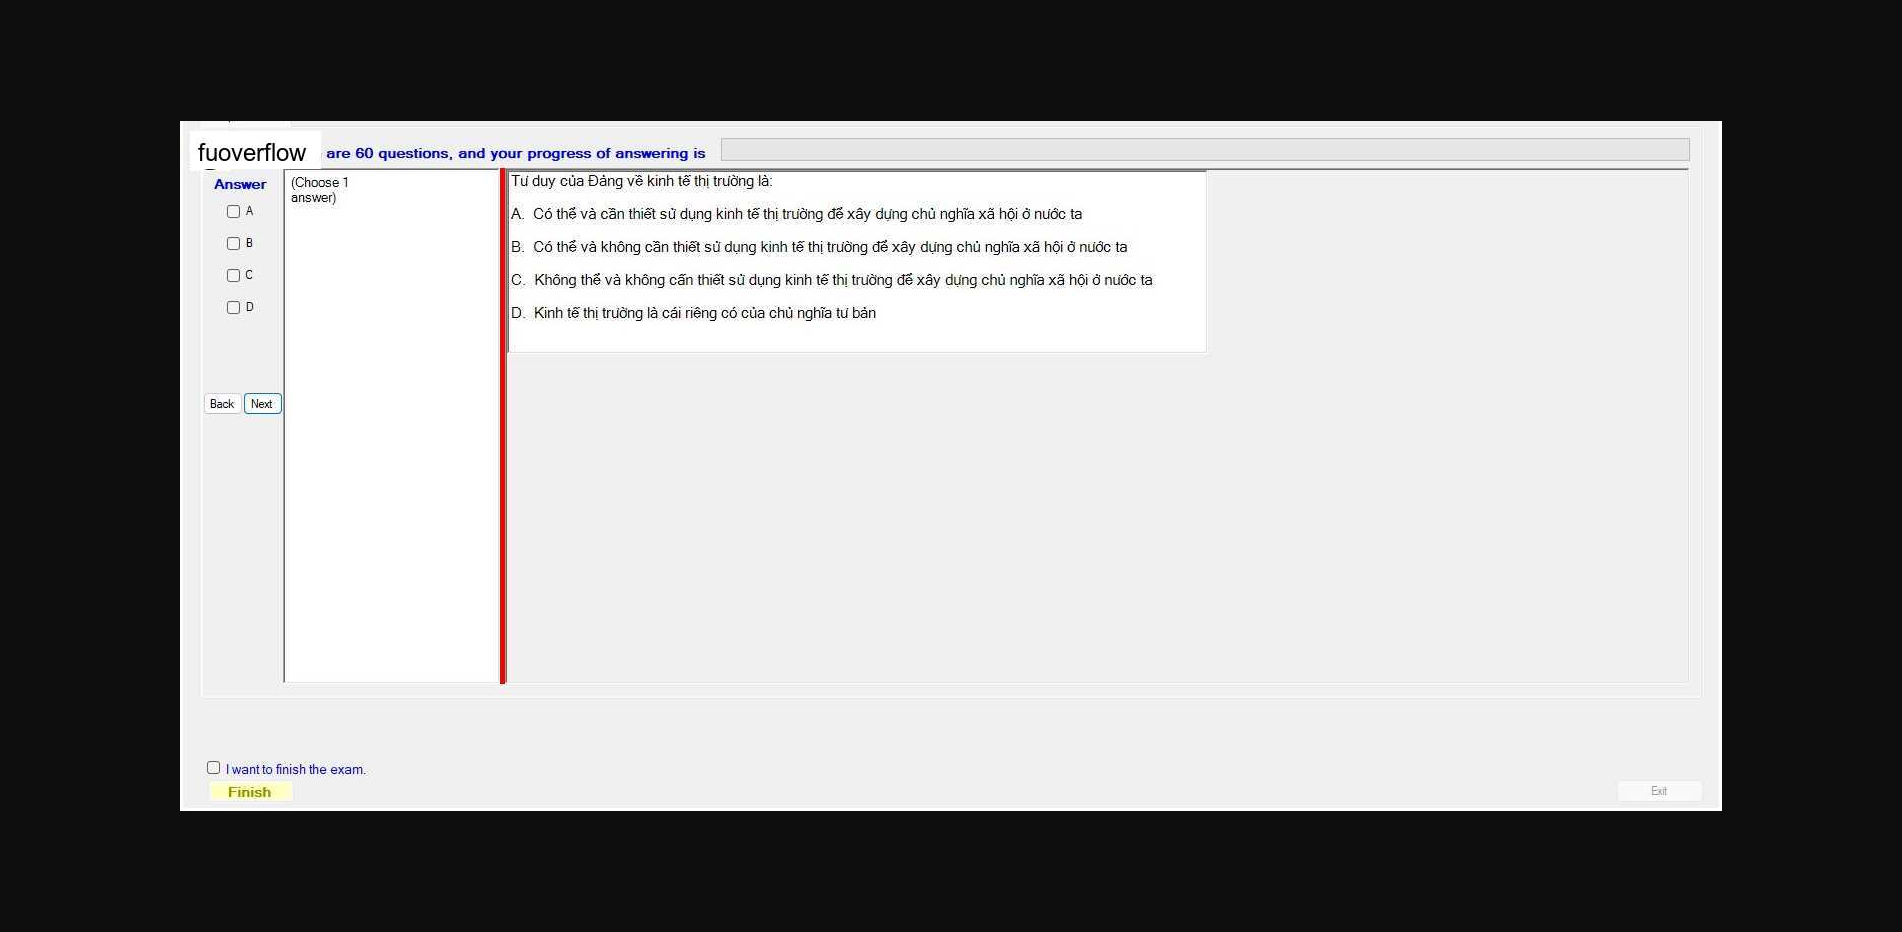 fuoverflow are 60 questions, and your progress of answering is
Answer
A
B
C
D
Back Next
(Choose 1
answer)
Tư duy của Đảng về kinh tế thị trường là:
A. Có thể và cần thiết sử dụng kinh tế thị trường để xây dựng chủ nghĩa xã hội ở nước ta
B. Có thể và không cần thiết sử dụng kinh tế thị trường để xây dựng chủ nghĩa xã hội ở nước ta
C. Không thể và không cấn thiết sử dụng kinh tế thị trường để xây dựng chủ nghĩa xã hội ở nước ta
D. Kinh tế thị trường là cái riêng có của chủ nghĩa tư bản
I want to finish the exam.
Finish
Exit